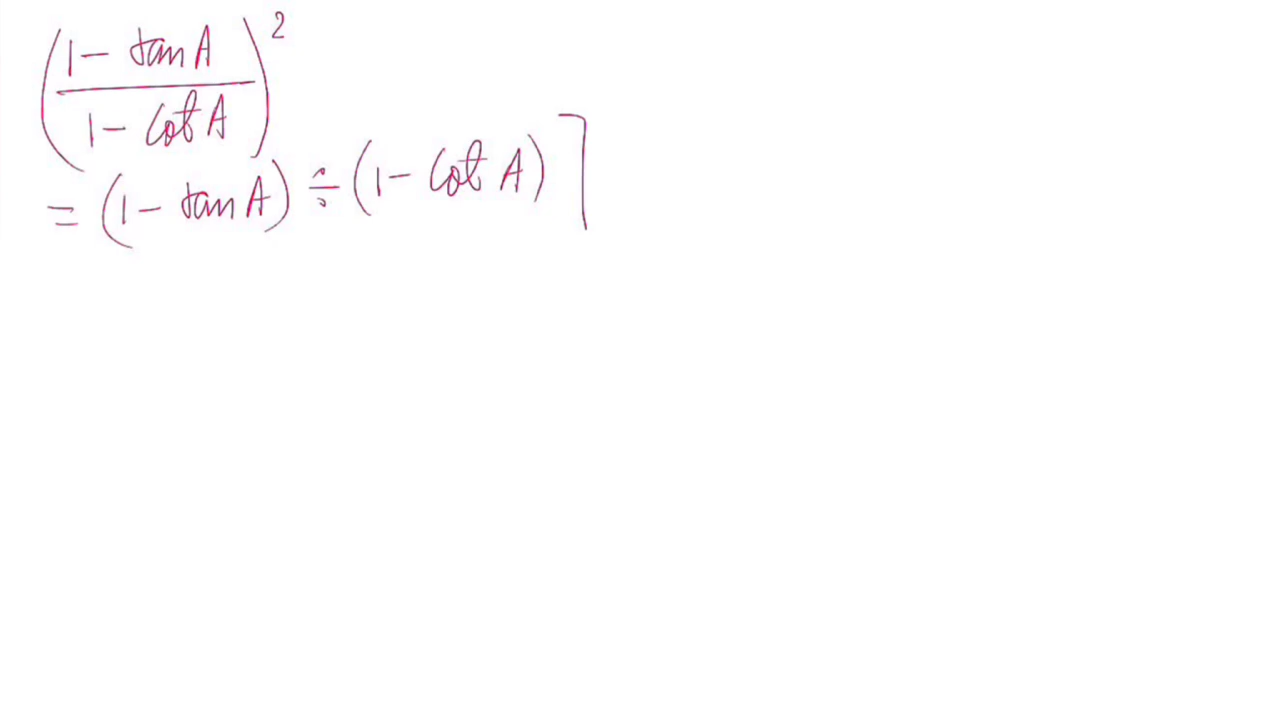 (1 - tan A / 1 - cot A)²
= (1 - tan A) ÷ (1 - cot A) ]